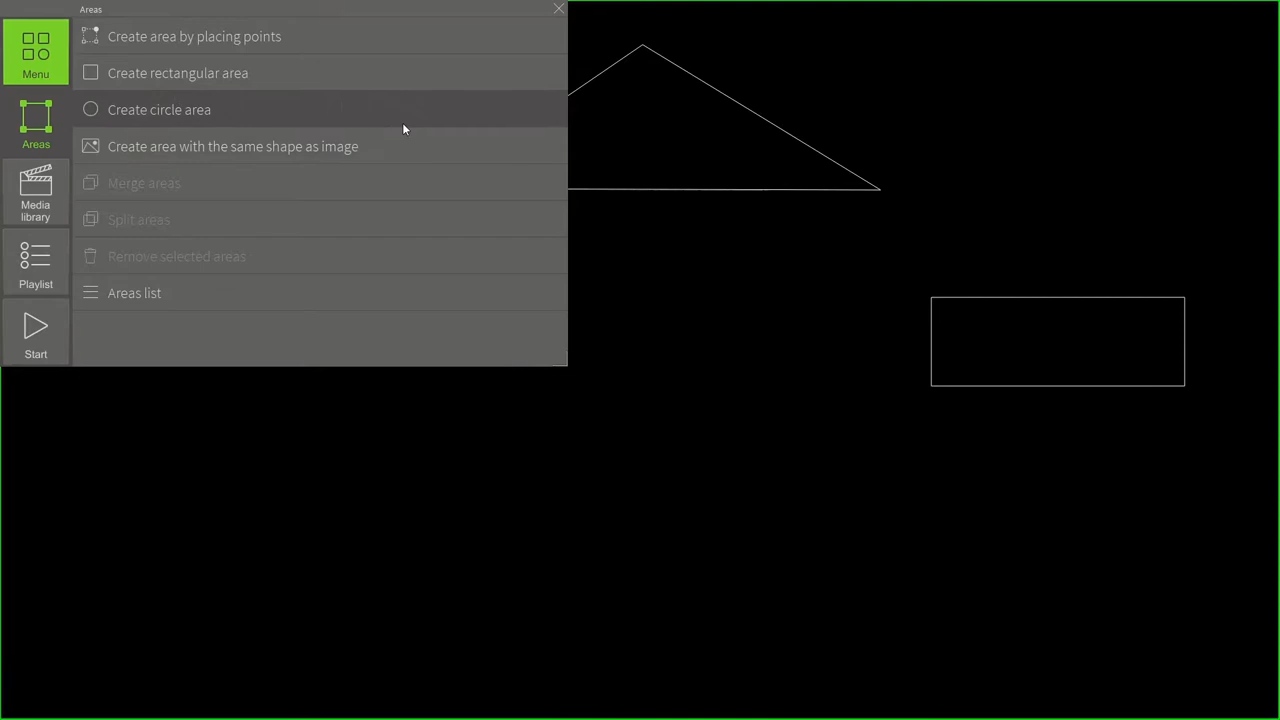 Areas
Menu
Create area by placing points
Create rectangular area
Create circle area
Areas
Create area with the same shape as image
Media
library
Merge areas
Split areas
Remove selected areas
Playlist
Areas list
Start